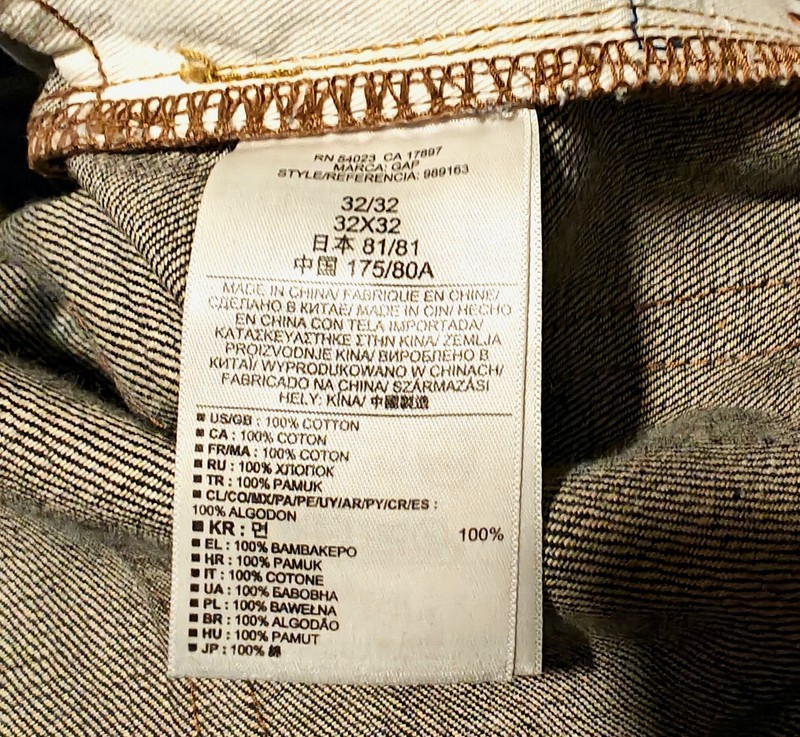 RN 54023 CA 17897
MARCA: GAP
STYLE/REFERENCIA: 989163
32/32
32X32
日本 81/81
中国 175/80A
MADE IN CHINA/ FABRIQUE EN CHINE/
СДЕЛАНО В КИТАЕ/ MADE IN CIN/ HECHO
EN CHINA CON TELA IMPORTADA/
ΚΑΤΑΣΚΕΥΑΣΤΗΚΕ ΣΤΗΝ ΚΙΝΑ/ ZEMLJA
PROIZVODNJE KINA/ ВИРОБЛЕНО В
КИТАЇ/ WYPRODUKOWANO W CHINACH/
FABRICADO NA CHINA/ SZÁRMAZÁSI
HELY: KÍNA/ 中國製造
■ US/GB : 100% COTTON
■ CA : 100% COTON
■ FR/MA : 100% COTON
■ RU : 100% ХЛОПОК
■ TR : 100% PAMUK
■ CL/CO/MX/PA/PE/UY/AR/PY/CR/ES :
100% ALGODON
■ KR : 면 100%
■ EL : 100% ΒΑΜΒΑΚΕΡΟ
■ HR : 100% PAMUK
■ IT : 100% COTONE
■ UA : 100% БАВОВНА
■ PL : 100% BAWEŁNA
■ BR : 100% ALGODÃO
■ HU : 100% PAMUT
■ JP : 100% 綿